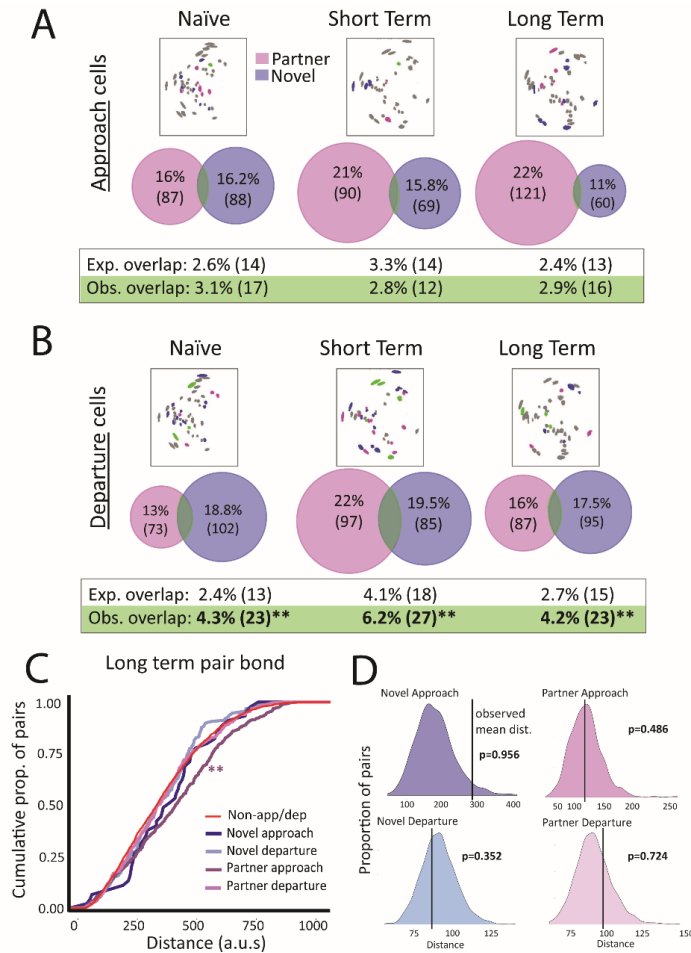 A
Naïve Short Term Long Term
Partner
Novel
Approach cells
16%
(87)
16.2%
(88)
21%
(90)
15.8%
(69)
22%
(121)
11%
(60)
Exp. overlap: 2.6% (14) 3.3% (14) 2.4% (13)
Obs. overlap: 3.1% (17) 2.8% (12) 2.9% (16)
B
Naïve Short Term Long Term
Departure cells
13%
(73)
18.8%
(102)
22%
(97)
19.5%
(85)
16%
(87)
17.5%
(95)
Exp. overlap: 2.4% (13) 4.1% (18) 2.7% (15)
Obs. overlap: 4.3% (23)** 6.2% (27)** 4.2% (23)**
C
Long term pair bond
Cumulative prop. of pairs
1.00
0.75
0.50
0.25
0.00
**
Non-app/dep
Novel approach
Novel departure
Partner approach
Partner departure
0 250 500 750 1000
Distance (a.u.s)
D
Proportion of pairs
Novel Approach
observed
mean dist.
p=0.956
100 200 300 400
Partner Approach
p=0.486
50 100 150 200 250
Novel Departure
p=0.352
75 100 125
Distance
Partner Departure
p=0.724
75 100 125 150
Distance